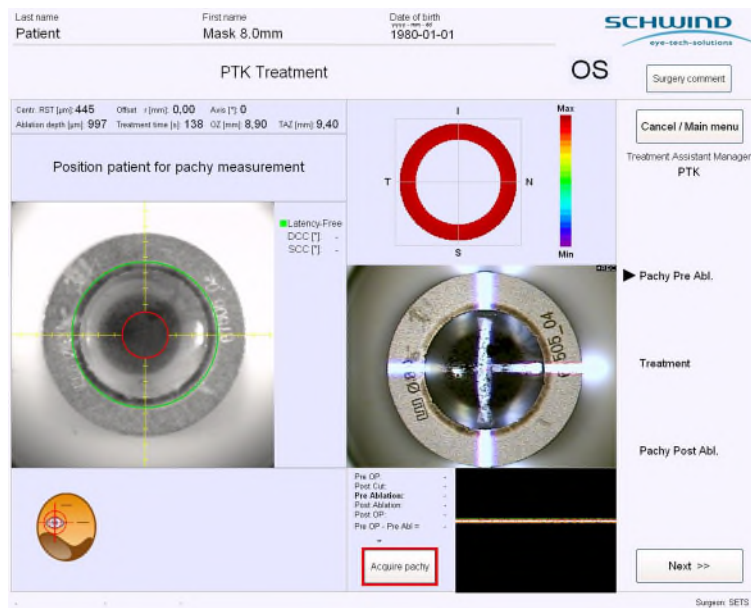 Last name
First name
Date of birth
yyyy-mm-dd
Patient
Mask 8.0mm
1980-01-01
SCHWIND
eye-tech-solutions
PTK Treatment
OS
Surgery comment
Centr. RST [µm]: 445 Offset r [mm]: 0,00 Axis [°]: 0
Ablation depth [µm]: 997 Treatment time [s]: 138 OZ [mm]: 8,90 TAZ [mm]: 9,40
Position patient for pachy measurement
Latency-Free
DCC [°]: -
SCC [°]: -
I
T
N
S
Max
Min
Cancel / Main menu
Treatment Assistant Manager
PTK
Pachy Pre Abl.
Treatment
Pachy Post Abl.
505_04
Pre OP: -
Post Cut: -
Pre Ablation: -
Post Ablation: -
Post OP: -
Pre OP - Pre Abl = -
-
Acquire pachy
Next >>
Surgeon: SETS